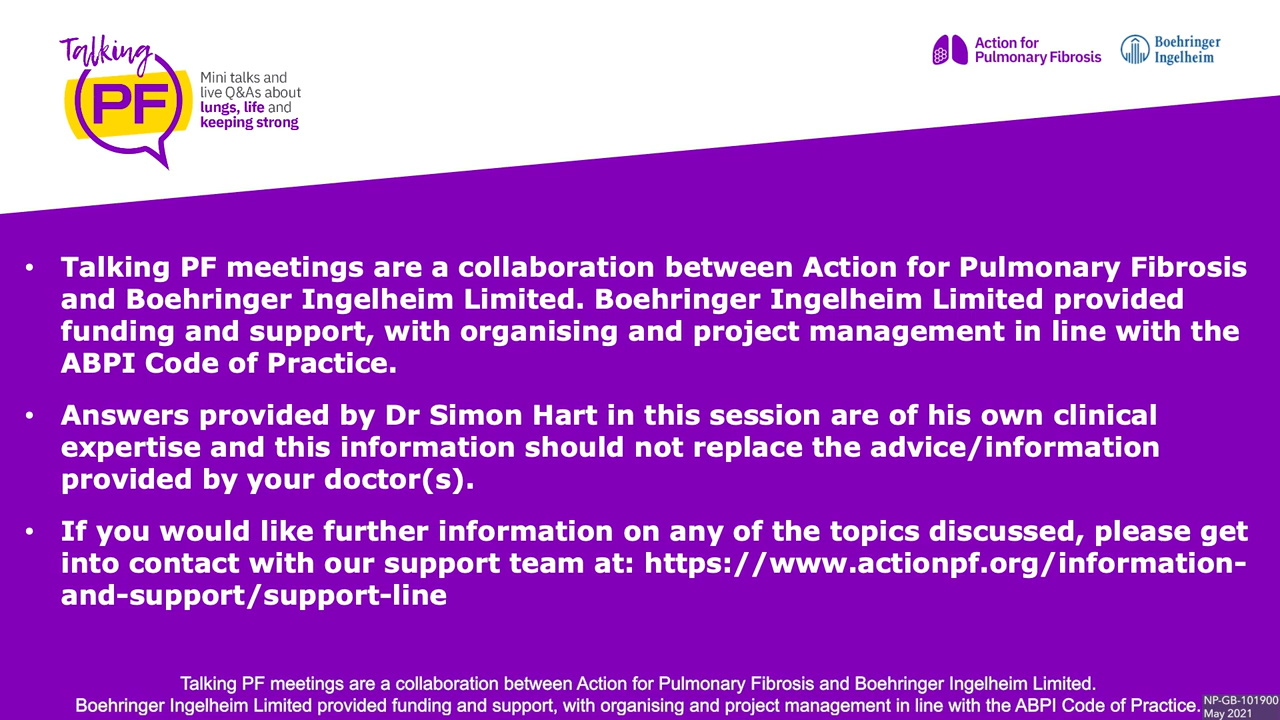 Talking
PF
Mini talks and
live Q&As about
lungs, life and
keeping strong
Action for
Pulmonary Fibrosis
Boehringer
Ingelheim
• Talking PF meetings are a collaboration between Action for Pulmonary Fibrosis
and Boehringer Ingelheim Limited. Boehringer Ingelheim Limited provided
funding and support, with organising and project management in line with the
ABPI Code of Practice.
• Answers provided by Dr Simon Hart in this session are of his own clinical
expertise and this information should not replace the advice/information
provided by your doctor(s).
• If you would like further information on any of the topics discussed, please get
into contact with our support team at: https://www.actionpf.org/information-
and-support/support-line
Talking PF meetings are a collaboration between Action for Pulmonary Fibrosis and Boehringer Ingelheim Limited.
Boehringer Ingelheim Limited provided funding and support, with organising and project management in line with the ABPI Code of Practice.
NP-GB-101900
May 2021